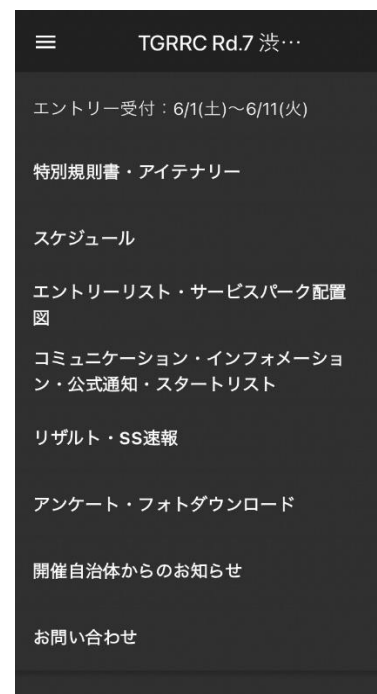 TGRRC Rd.7 渋…
エントリー受付：6/1(土)〜6/11(火)
特別規則書・アイテナリー
スケジュール
エントリーリスト・サービスパーク配置
図
コミュニケーション・インフォメーショ
ン・公式通知・スタートリスト
リザルト・SS速報
アンケート・フォトダウンロード
開催自治体からのお知らせ
お問い合わせ